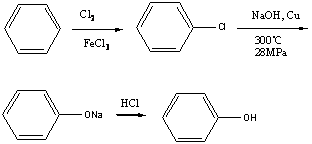 Cl₂
FeCl₃
Cl
NaOH, Cu
300℃
28MPa
ONa
HCl
OH